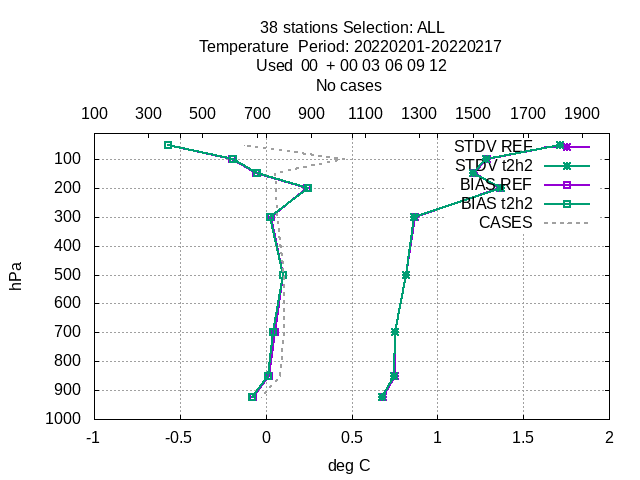 38 stations Selection: ALL
Temperature  Period: 20220201-20220217
Used  00  + 00 03 06 09 12
No cases
100 300 500 700 900 1100 1300 1500 1700 1900
STDV REF
100
STDV t2h2
BIAS REF
200
BIAS t2h2
300
CASES
400
hPa
500
600
700
800
900
1000
-1 -0.5 0 0.5 1 1.5 2
deg C